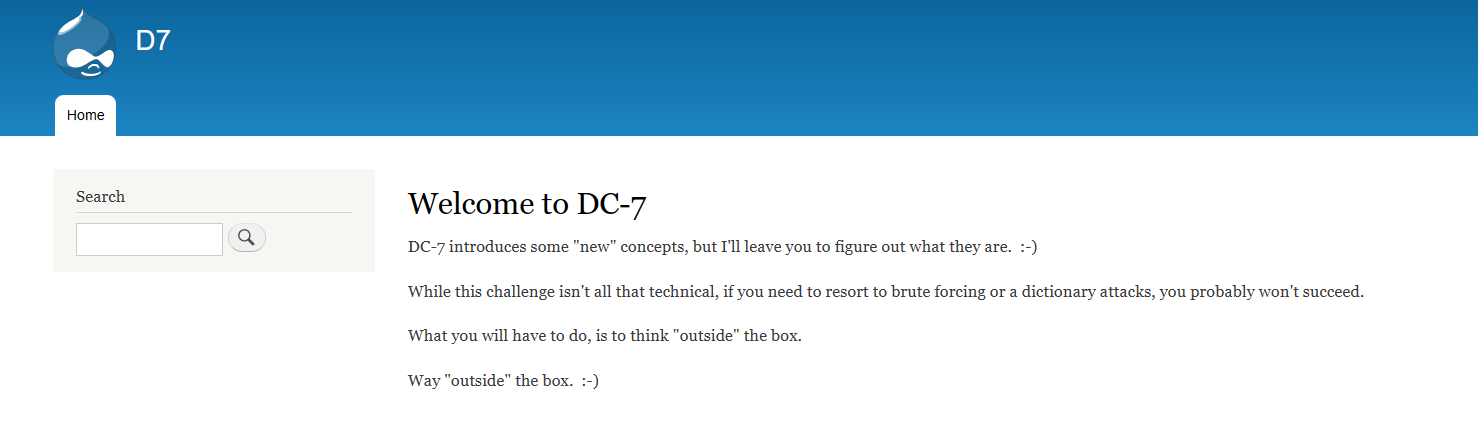 D7
Home
Search
Welcome to DC-7
DC-7 introduces some "new" concepts, but I'll leave you to figure out what they are.  :-)
While this challenge isn't all that technical, if you need to resort to brute forcing or a dictionary attacks, you probably won't succeed.
What you will have to do, is to think "outside" the box.
Way "outside" the box.  :-)